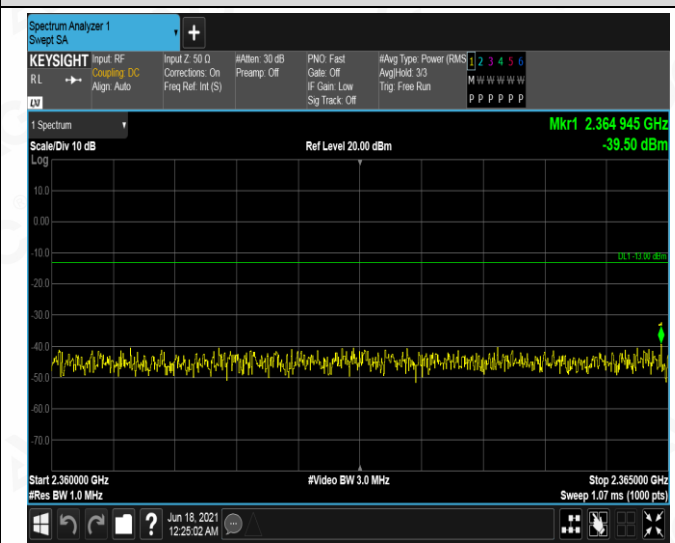 Spectrum Analyzer 1
Swept SA
+
KEYSIGHT
RL
LXI
Input: RF
Coupling: DC
Align: Auto
Input Z: 50 Ω
Corrections: On
Freq Ref: Int (S)
#Atten: 30 dB
Preamp: Off
PNO: Fast
Gate: Off
IF Gain: Low
Sig Track: Off
#Avg Type: Power (RMS
Avg|Hold: 3/3
Trig: Free Run
1 2 3 4 5 6
M W W W W W
P P P P P P
1 Spectrum
Mkr1 2.364 945 GHz
Scale/Div 10 dB
Ref Level 20.00 dBm
-39.50 dBm
Log
10.0
0.00
-10.0
DL1 -13.00 dBm
-20.0
-30.0
-40.0
-50.0
-60.0
-70.0
Start 2.360000 GHz
#Video BW 3.0 MHz
Stop 2.365000 GHz
#Res BW 1.0 MHz
Sweep 1.07 ms (1000 pts)
?
Jun 18, 2021
12:25:02 AM